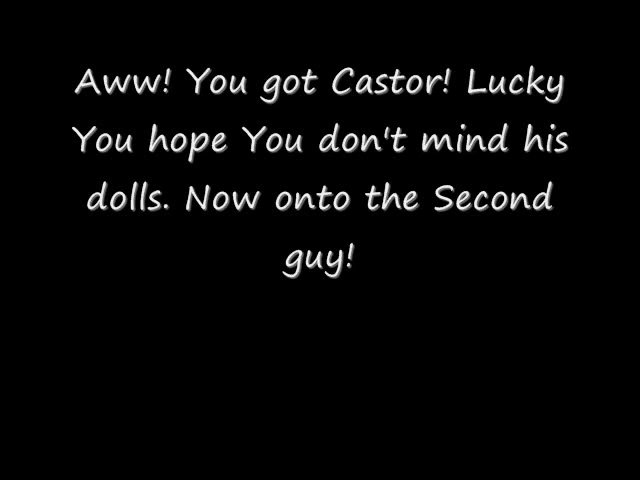 Aww! You got Castor! Lucky
You hope You don't mind his
dolls. Now onto the Second
guy!